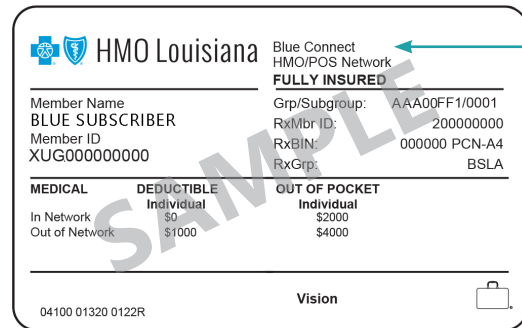 HMO Louisiana
Blue Connect
HMO/POS Network
FULLY INSURED
Member Name
BLUE SUBSCRIBER
Member ID
XUG000000000
Grp/Subgroup: AAA00FF1/0001
RxMbr ID: 200000000
RxBIN: 000000 PCN-A4
RxGrp: BSLA
MEDICAL DEDUCTIBLE OUT OF POCKET
Individual Individual
In Network $0 $2000
Out of Network $1000 $4000
SAMPLE
Vision
04100 01320 0122R